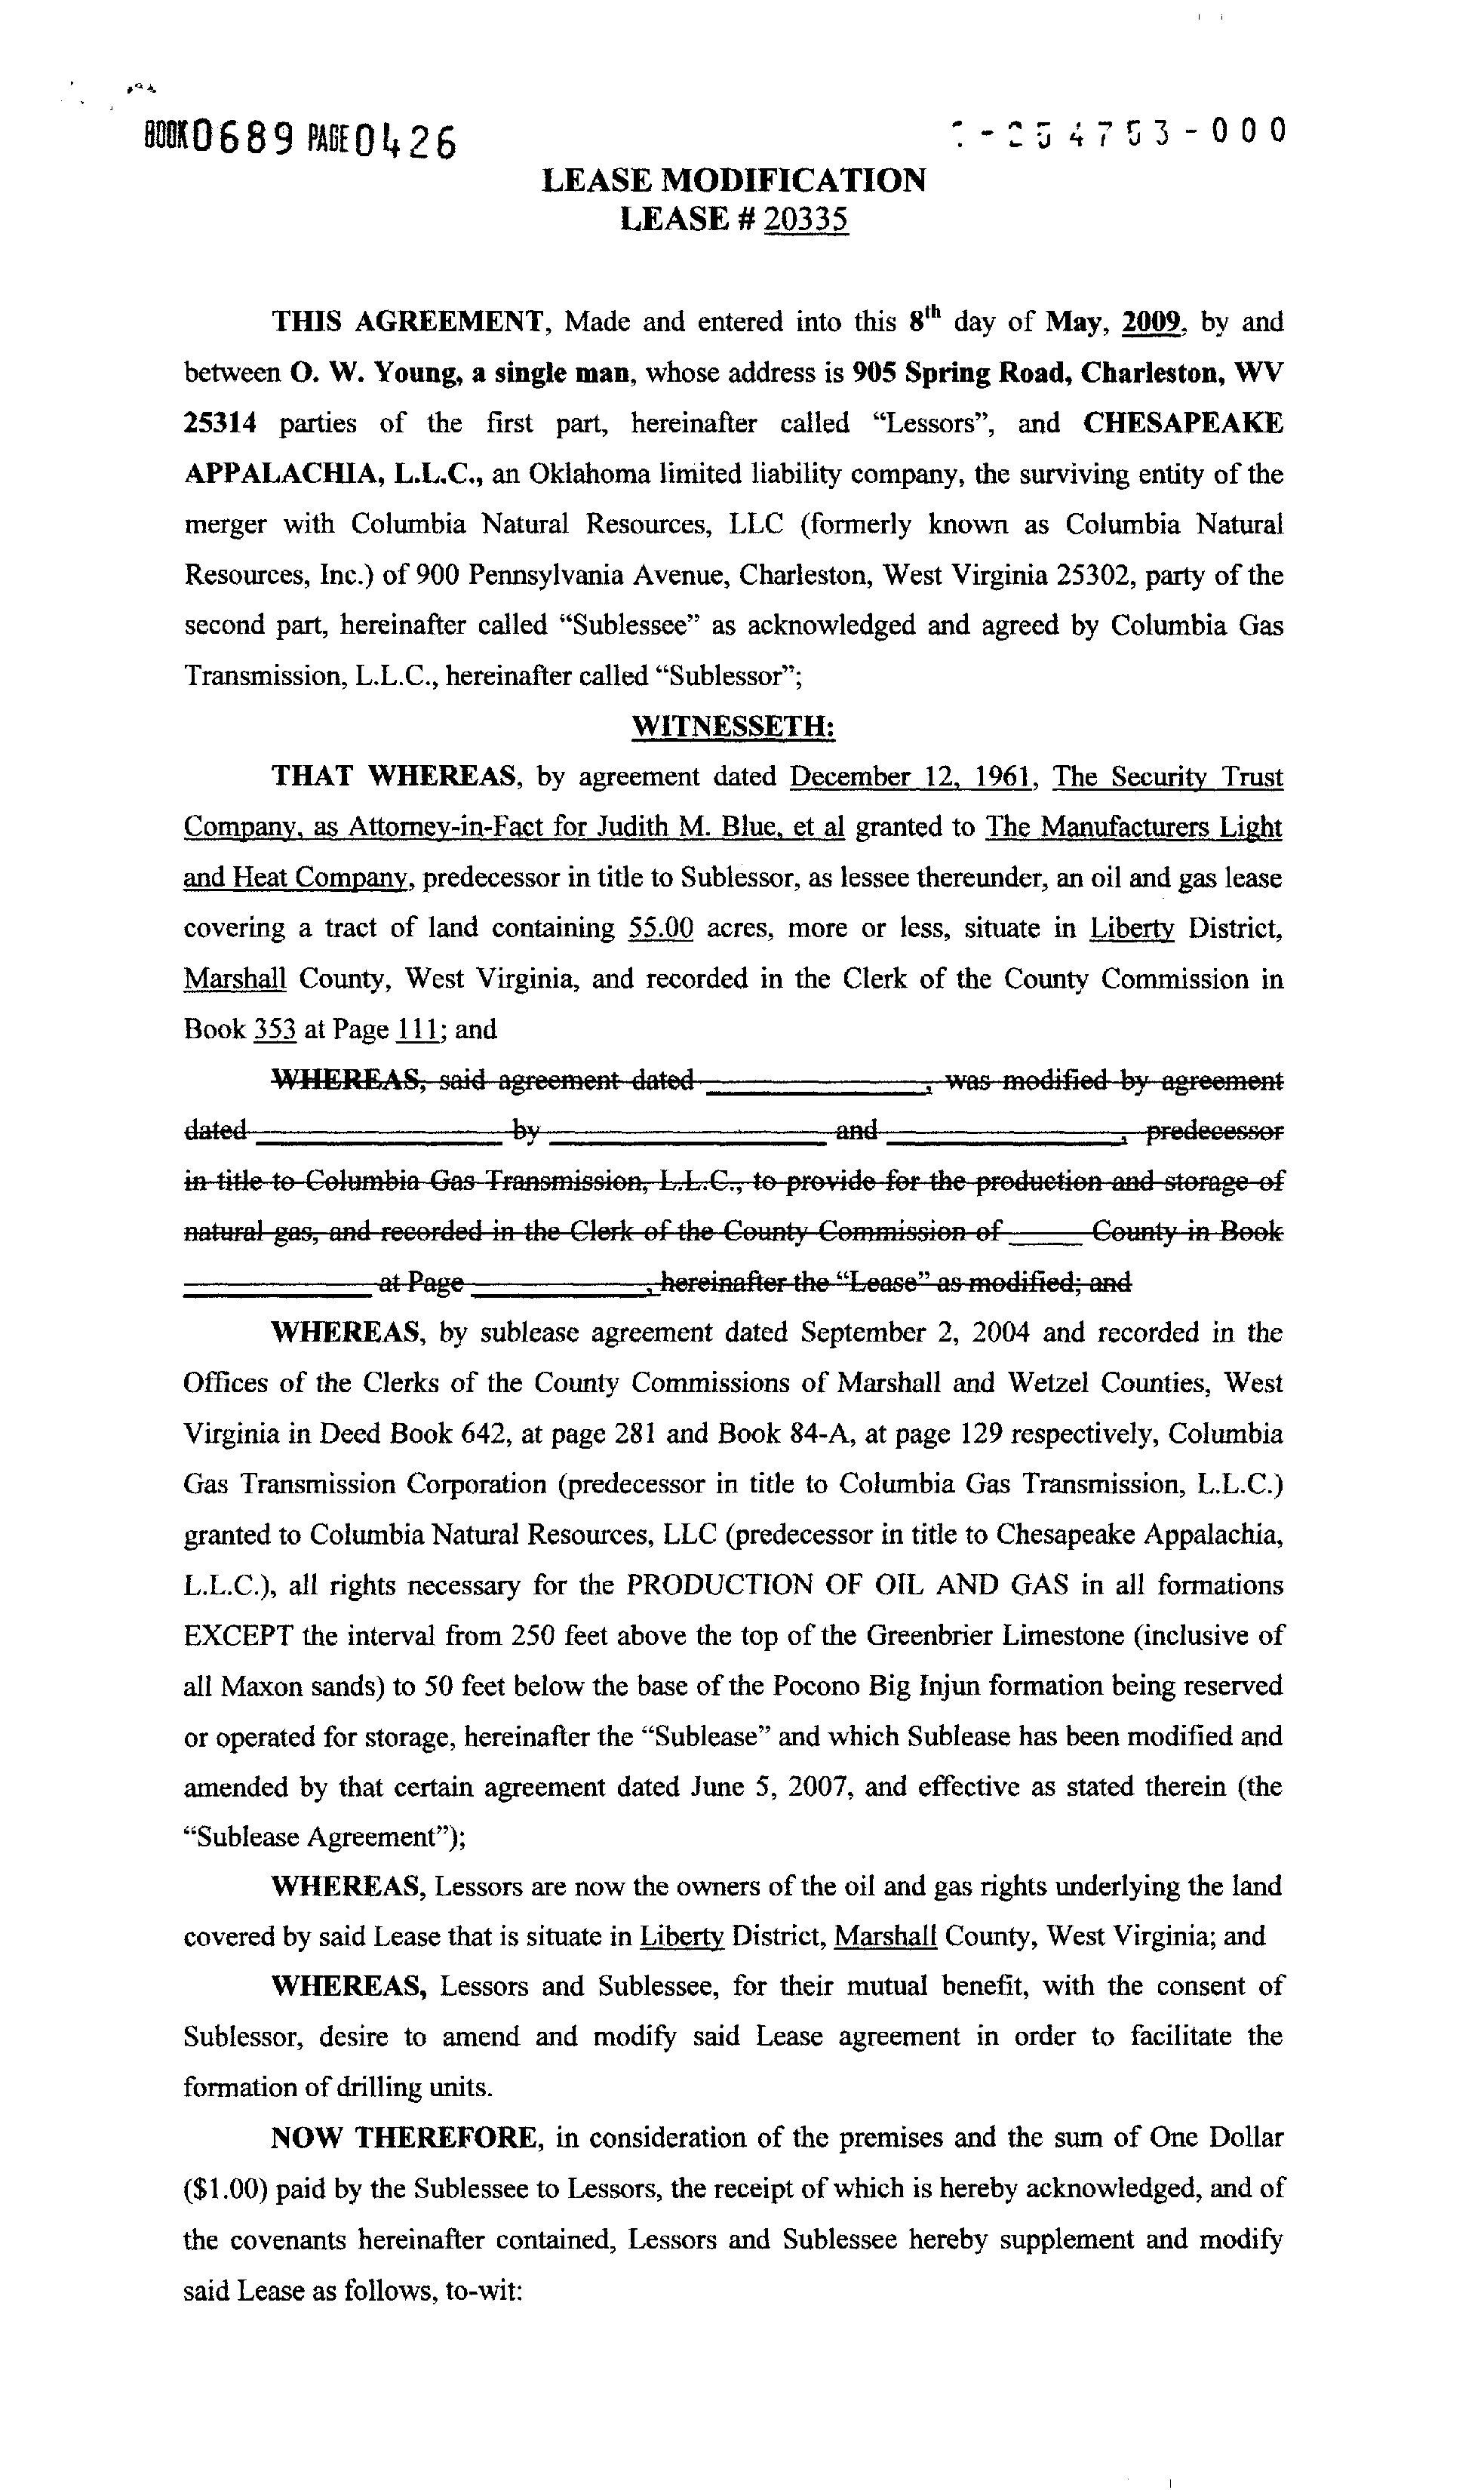 BOOK0689 PAGE0426
54753-000
LEASE MODIFICATION
LEASE # 20335
THIS AGREEMENT, Made and entered into this 8th day of May, 2009, by and
between O. W. Young, a single man, whose address is 905 Spring Road, Charleston, WV
25314 parties of the first part, hereinafter called “Lessors”, and CHESAPEAKE
APPALACHIA, L.L.C., an Oklahoma limited liability company, the surviving entity of the
merger with Columbia Natural Resources, LLC (formerly known as Columbia Natural
Resources, Inc.) of 900 Pennsylvania Avenue, Charleston, West Virginia 25302, party of the
second part, hereinafter called “Sublessee” as acknowledged and agreed by Columbia Gas
Transmission, L.L.C., hereinafter called “Sublessor”;
WITNESSETH:
THAT WHEREAS, by agreement dated December 12, 1961, The Security Trust
Company, as Attorney-in-Fact for Judith M. Blue, et al granted to The Manufacturers Light
and Heat Company, predecessor in title to Sublessor, as lessee thereunder, an oil and gas lease
covering a tract of land containing 55.00 acres, more or less, situate in Liberty District,
Marshall County, West Virginia, and recorded in the Clerk of the County Commission in
Book 353 at Page 111; and
WHEREAS, said agreement dated ____________, was modified by agreement
dated ____________ by ____________ and ____________, predecessor
in title to Columbia Gas Transmission, L.L.C., to provide for the production and storage of
natural gas, and recorded in the Clerk of the County Commission of _____ County in Book
____________ at Page ____________, hereinafter the “Lease” as modified; and
WHEREAS, by sublease agreement dated September 2, 2004 and recorded in the
Offices of the Clerks of the County Commissions of Marshall and Wetzel Counties, West
Virginia in Deed Book 642, at page 281 and Book 84-A, at page 129 respectively, Columbia
Gas Transmission Corporation (predecessor in title to Columbia Gas Transmission, L.L.C.)
granted to Columbia Natural Resources, LLC (predecessor in title to Chesapeake Appalachia,
L.L.C.), all rights necessary for the PRODUCTION OF OIL AND GAS in all formations
EXCEPT the interval from 250 feet above the top of the Greenbrier Limestone (inclusive of
all Maxon sands) to 50 feet below the base of the Pocono Big Injun formation being reserved
or operated for storage, hereinafter the “Sublease” and which Sublease has been modified and
amended by that certain agreement dated June 5, 2007, and effective as stated therein (the
“Sublease Agreement”);
WHEREAS, Lessors are now the owners of the oil and gas rights underlying the land
covered by said Lease that is situate in Liberty District, Marshall County, West Virginia; and
WHEREAS, Lessors and Sublessee, for their mutual benefit, with the consent of
Sublessor, desire to amend and modify said Lease agreement in order to facilitate the
formation of drilling units.
NOW THEREFORE, in consideration of the premises and the sum of One Dollar
($1.00) paid by the Sublessee to Lessors, the receipt of which is hereby acknowledged, and of
the covenants hereinafter contained, Lessors and Sublessee hereby supplement and modify
said Lease as follows, to-wit: